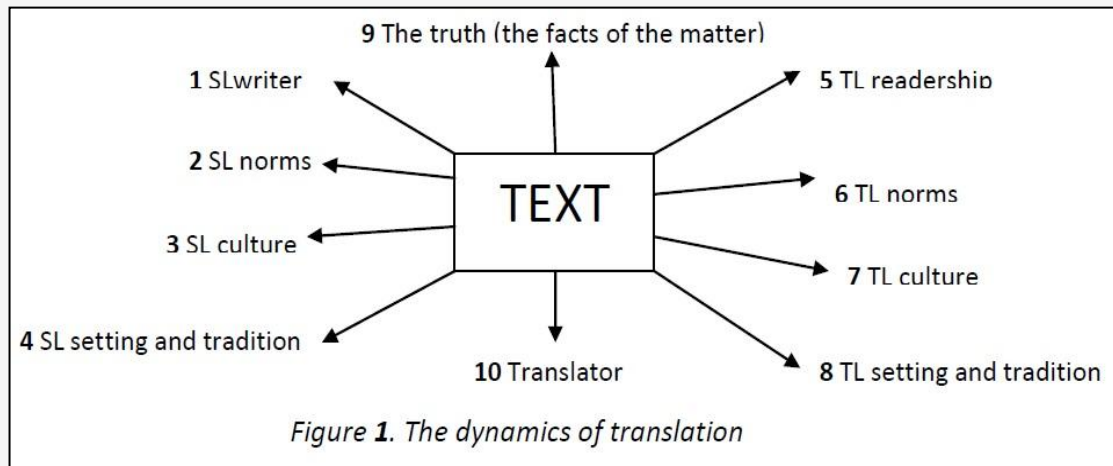 9 The truth (the facts of the matter)
1 SLwriter
5 TL readership
2 SL norms
TEXT
6 TL norms
3 SL culture
7 TL culture
4 SL setting and tradition
10 Translator
8 TL setting and tradition
Figure 1. The dynamics of translation